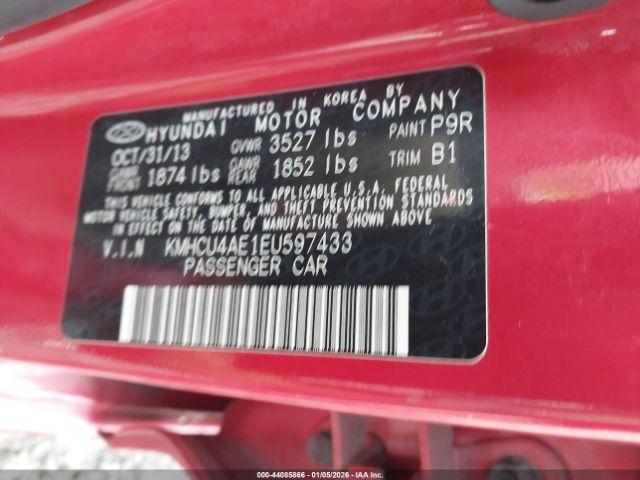 MANUFACTURED IN KOREA BY
HYUNDAI MOTOR COMPANY
OCT/31/13 GVWR 3527 lbs PAINT P9R
GAWR FRONT 1874 lbs GAWR REAR 1852 lbs TRIM B1
THIS VEHICLE CONFORMS TO ALL APPLICABLE U.S.A. FEDERAL
MOTOR VEHICLE SAFETY, BUMPER, AND THEFT PREVENTION STANDARDS
IN EFFECT ON THE DATE OF MANUFACTURE SHOWN ABOVE
V.I.N KMHCU4AE1EU597433
PASSENGER CAR
000-44085866 | 01/05/2026 - IAA Inc.